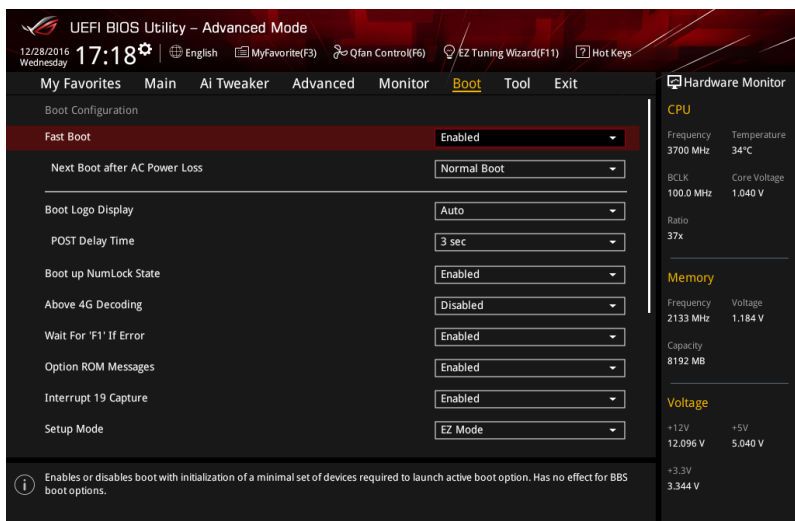 UEFI BIOS Utility – Advanced Mode
12/28/2016
Wednesday
17:18
English
MyFavorite(F3)
Qfan Control(F6)
EZ Tuning Wizard(F11)
? Hot Keys
My Favorites Main Ai Tweaker Advanced Monitor Boot Tool Exit
Boot Configuration
Fast Boot Enabled
Next Boot after AC Power Loss Normal Boot
Boot Logo Display Auto
POST Delay Time 3 sec
Boot up NumLock State Enabled
Above 4G Decoding Disabled
Wait For 'F1' If Error Enabled
Option ROM Messages Enabled
Interrupt 19 Capture Enabled
Setup Mode EZ Mode
i
Enables or disables boot with initialization of a minimal set of devices required to launch active boot option. Has no effect for BBS
boot options.
Hardware Monitor
CPU
Frequency Temperature
3700 MHz 34°C
BCLK Core Voltage
100.0 MHz 1.040 V
Ratio
37x
Memory
Frequency Voltage
2133 MHz 1.184 V
Capacity
8192 MB
Voltage
+12V +5V
12.096 V 5.040 V
+3.3V
3.344 V